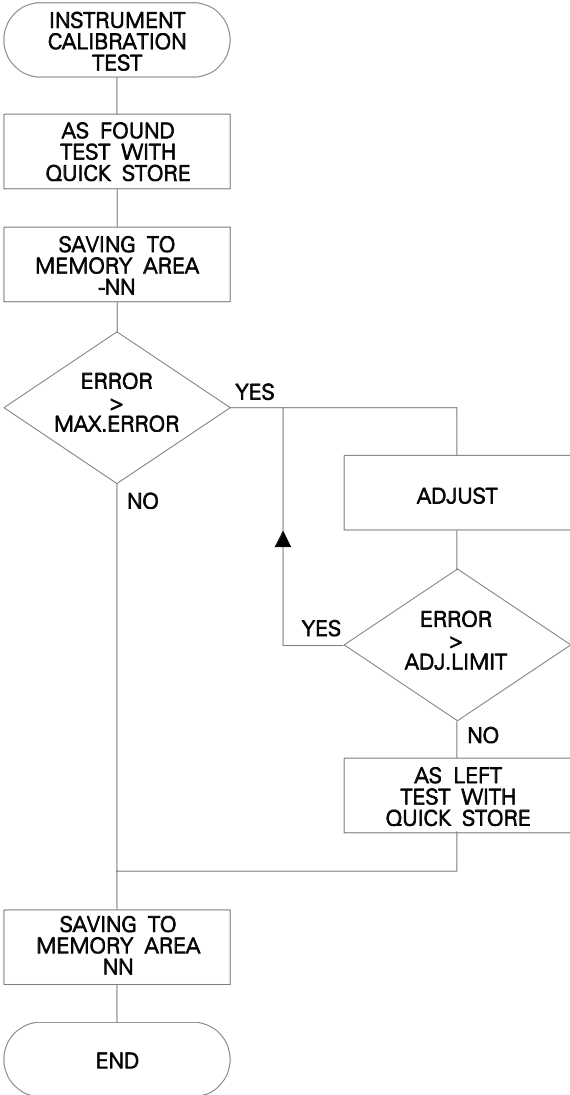 INSTRUMENT
CALIBRATION
TEST
AS FOUND
TEST WITH
QUICK STORE
SAVING TO
MEMORY AREA
-NN
ERROR
>
MAX.ERROR
YES
NO
ADJUST
ERROR
>
ADJ.LIMIT
YES
NO
AS LEFT
TEST WITH
QUICK STORE
SAVING TO
MEMORY AREA
NN
END